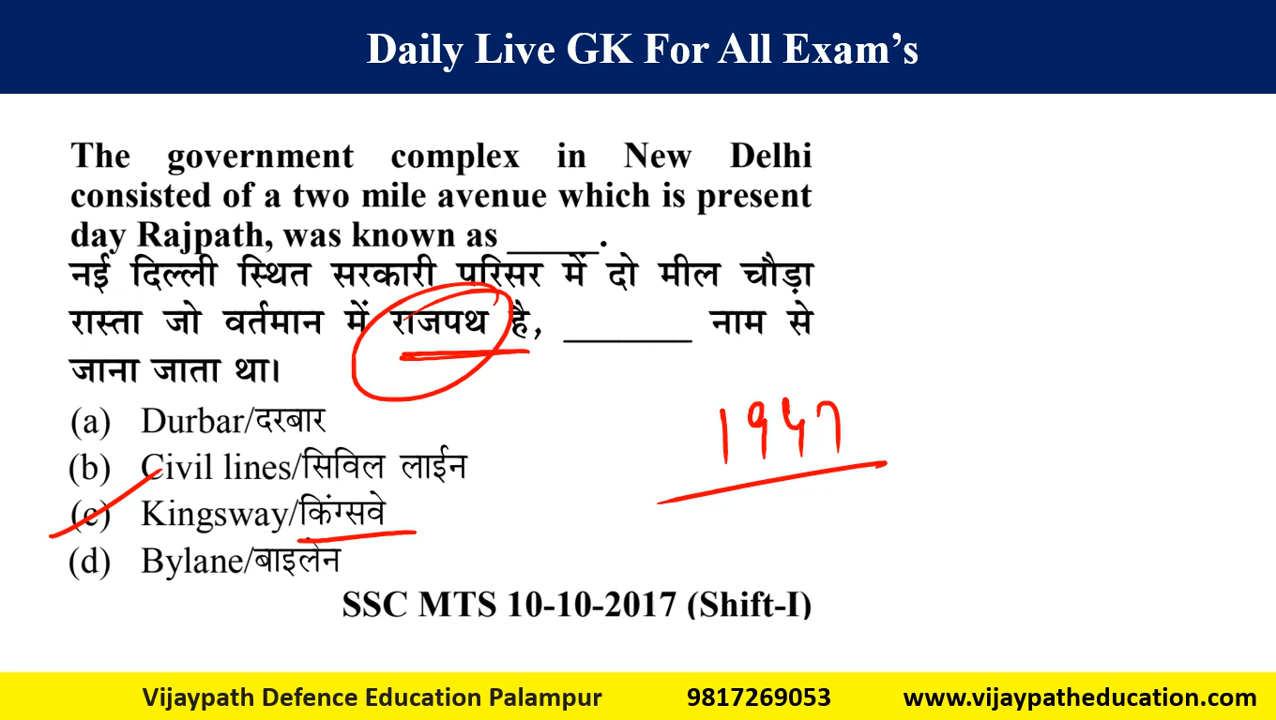 Daily Live GK For All Exam's
The government complex in New Delhi
consisted of a two mile avenue which is present
day Rajpath, was known as _____.
नई दिल्ली स्थित सरकारी परिसर में दो मील चौड़ा
रास्ता जो वर्तमान में राजपथ है, _______ नाम से
जाना जाता था।
(a) Durbar/दरबार
(b) Civil lines/सिविल लाईन
(c) Kingsway/किंग्सवे
(d) Bylane/बाइलेन
1947
SSC MTS 10-10-2017 (Shift-I)
Vijaypath Defence Education Palampur 9817269053 www.vijaypatheducation.com